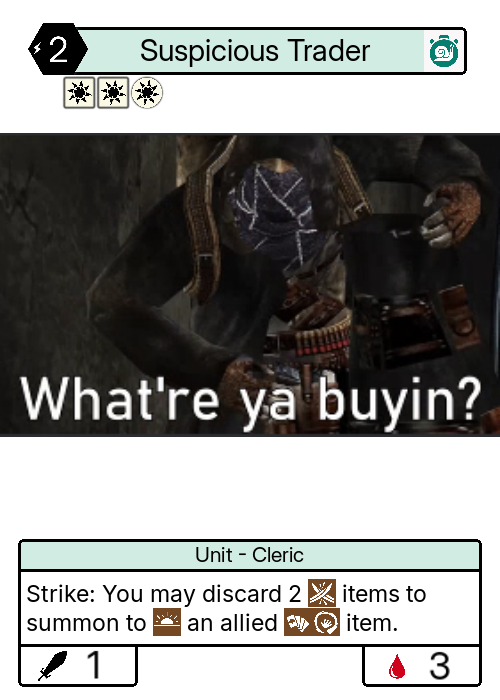 2 Suspicious Trader
What're ya buyin?
Unit - Cleric
Strike: You may discard 2 items to
summon to an allied item.
1 3